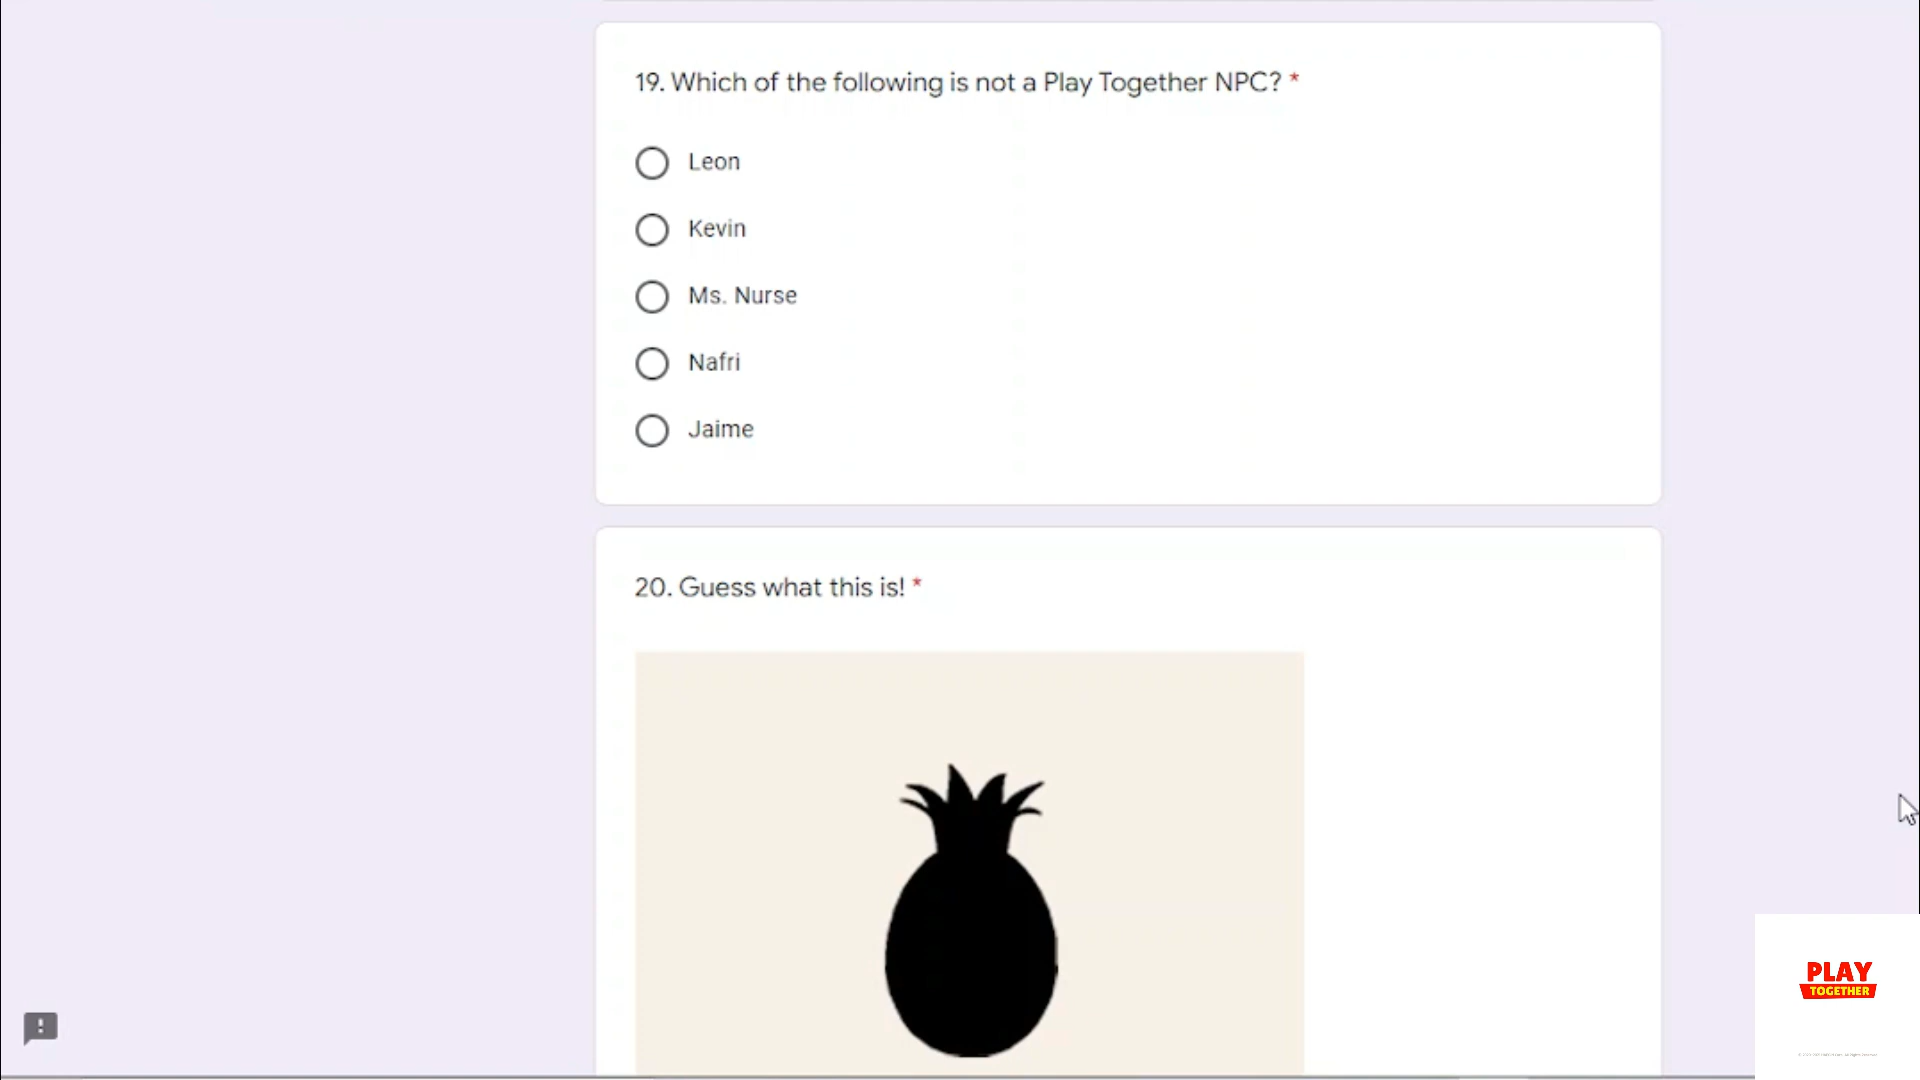 19. Which of the following is not a Play Together NPC? *
Leon
Kevin
Ms. Nurse
Nafri
Jaime
20. Guess what this is! *
PLAY
TOGETHER